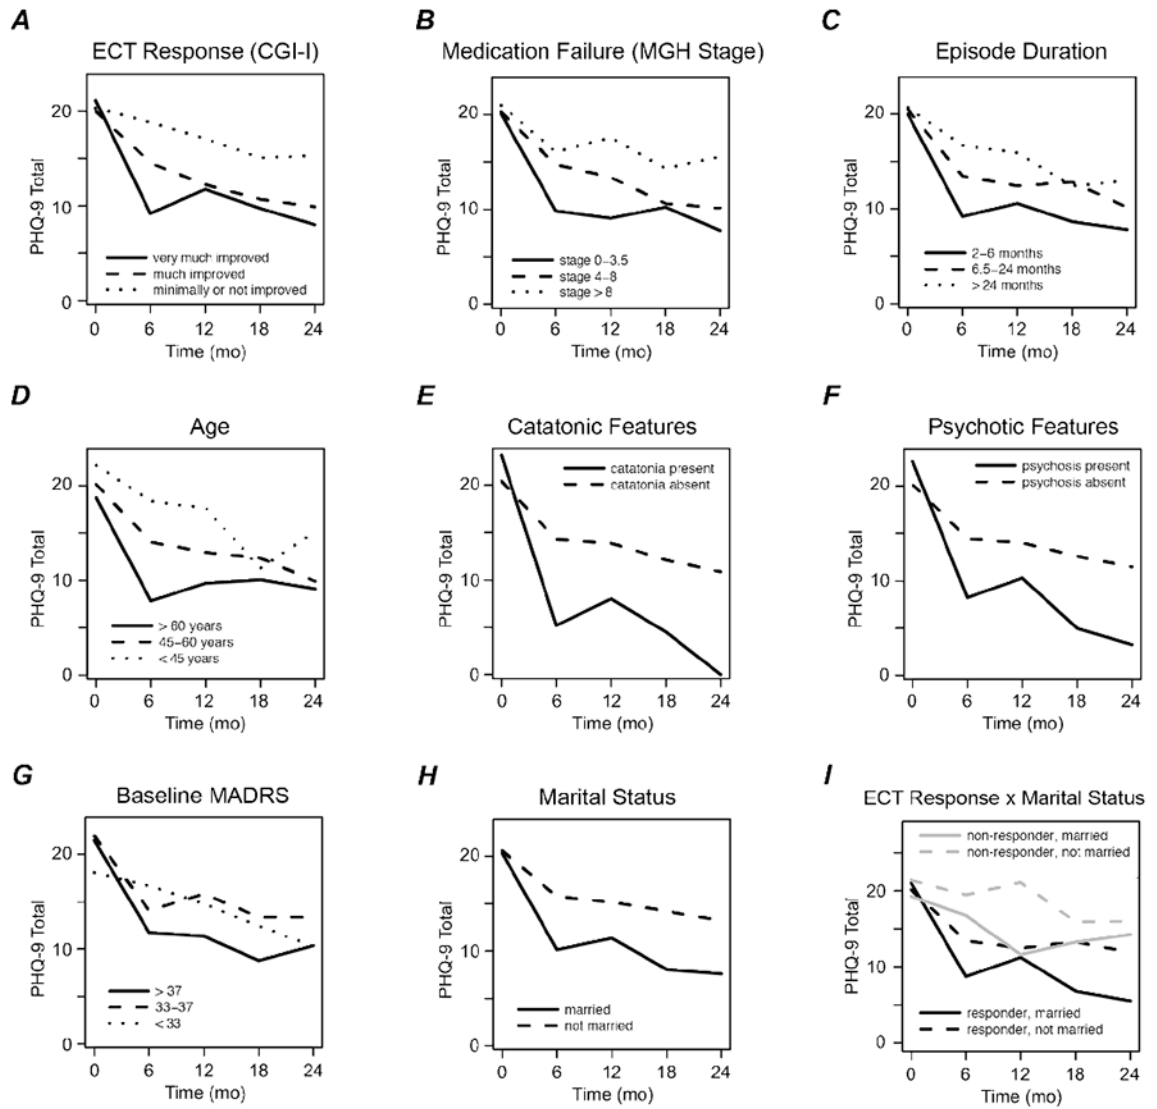 A
ECT Response (CGI-I)
PHQ-9 Total
20
10
0
very much improved
much improved
minimally or not improved
0 6 12 18 24
Time (mo)
B
Medication Failure (MGH Stage)
PHQ-9 Total
20
10
0
stage 0–3.5
stage 4–8
stage > 8
0 6 12 18 24
Time (mo)
C
Episode Duration
PHQ-9 Total
20
10
0
2–6 months
6.5–24 months
> 24 months
0 6 12 18 24
Time (mo)
D
Age
PHQ-9 Total
20
10
0
> 60 years
45–60 years
< 45 years
0 6 12 18 24
Time (mo)
E
Catatonic Features
PHQ-9 Total
20
10
0
catatonia present
catatonia absent
0 6 12 18 24
Time (mo)
F
Psychotic Features
PHQ-9 Total
20
10
0
psychosis present
psychosis absent
0 6 12 18 24
Time (mo)
G
Baseline MADRS
PHQ-9 Total
20
10
0
> 37
33–37
< 33
0 6 12 18 24
Time (mo)
H
Marital Status
PHQ-9 Total
20
10
0
married
not married
0 6 12 18 24
Time (mo)
I
ECT Response x Marital Status
PHQ-9 Total
20
10
0
non-responder, married
non-responder, not married
responder, married
responder, not married
0 6 12 18 24
Time (mo)